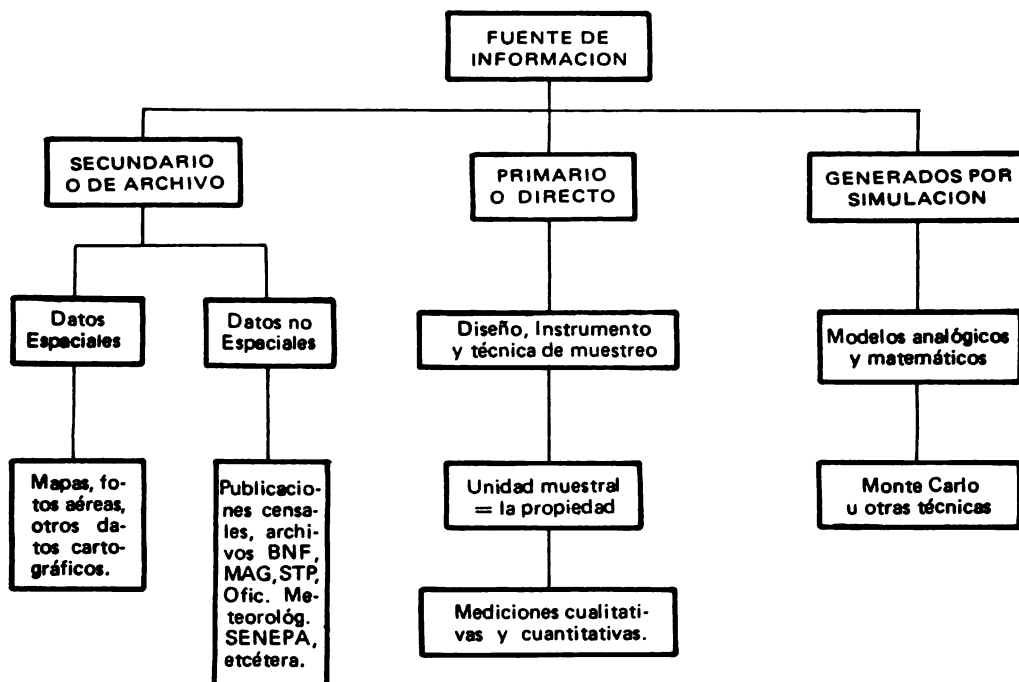 FUENTE DE
INFORMACION
SECUNDARIO
O DE ARCHIVO
PRIMARIO
O DIRECTO
GENERADOS POR
SIMULACION
Datos
Espaciales
Datos no
Espaciales
Diseño, Instrumento
y técnica de muestreo
Modelos analógicos
y matemáticos
Mapas, fo-
tos aéreas,
otros da-
tos carto-
gráficos.
Publicacio-
nes censa-
les, archi-
vos BNF,
MAG, STP,
Ofic. Me-
teorológ.
SENEPA,
etcétera.
Unidad muestral
= la propiedad
Monte Carlo
u otras técnicas
Mediciones cualitati-
vas y cuantitativas.